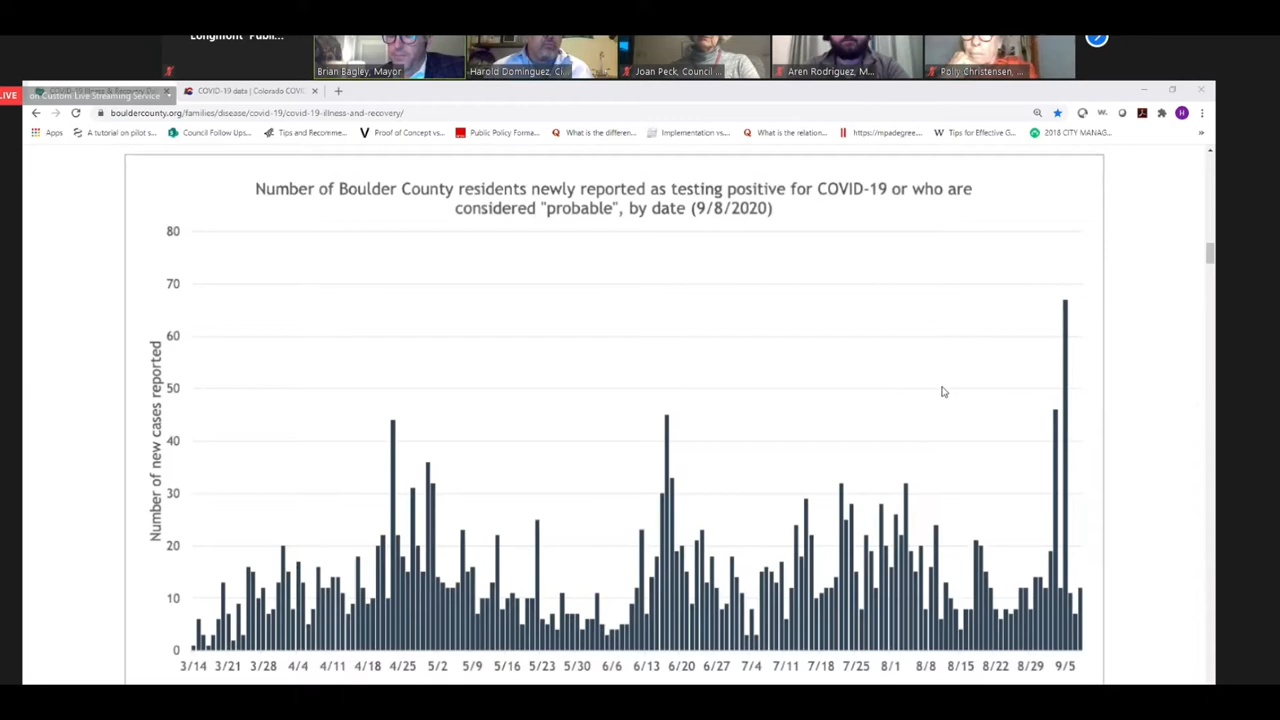 Longmont 'Publi...
Brian Bagley, Mayor
Harold Dominguez, Ci...
Joan Peck, Council ...
Aren Rodriguez, M...
Polly Christensen, ...
LIVE
on Custom Live Streaming Service
COVID-19 data | Colorado COVI
bouldercounty.org/families/disease/covid-19/covid-19-illness-and-recovery/
Apps
A tutorial on pilot s...
Council Follow Ups...
Tips and Recomme...
Proof of Concept vs...
Public Policy Forma...
What is the differen...
Implementation vs....
What is the relation...
https://mpadegree...
Tips for Effective G...
2018 CITY MANAG...
»
Number of Boulder County residents newly reported as testing positive for COVID-19 or who are
considered "probable", by date (9/8/2020)
Number of new cases reported
80
70
60
50
40
30
20
10
0
3/14 3/21 3/28 4/4 4/11 4/18 4/25 5/2 5/9 5/16 5/23 5/30 6/6 6/13 6/20 6/27 7/4 7/11 7/18 7/25 8/1 8/8 8/15 8/22 8/29 9/5